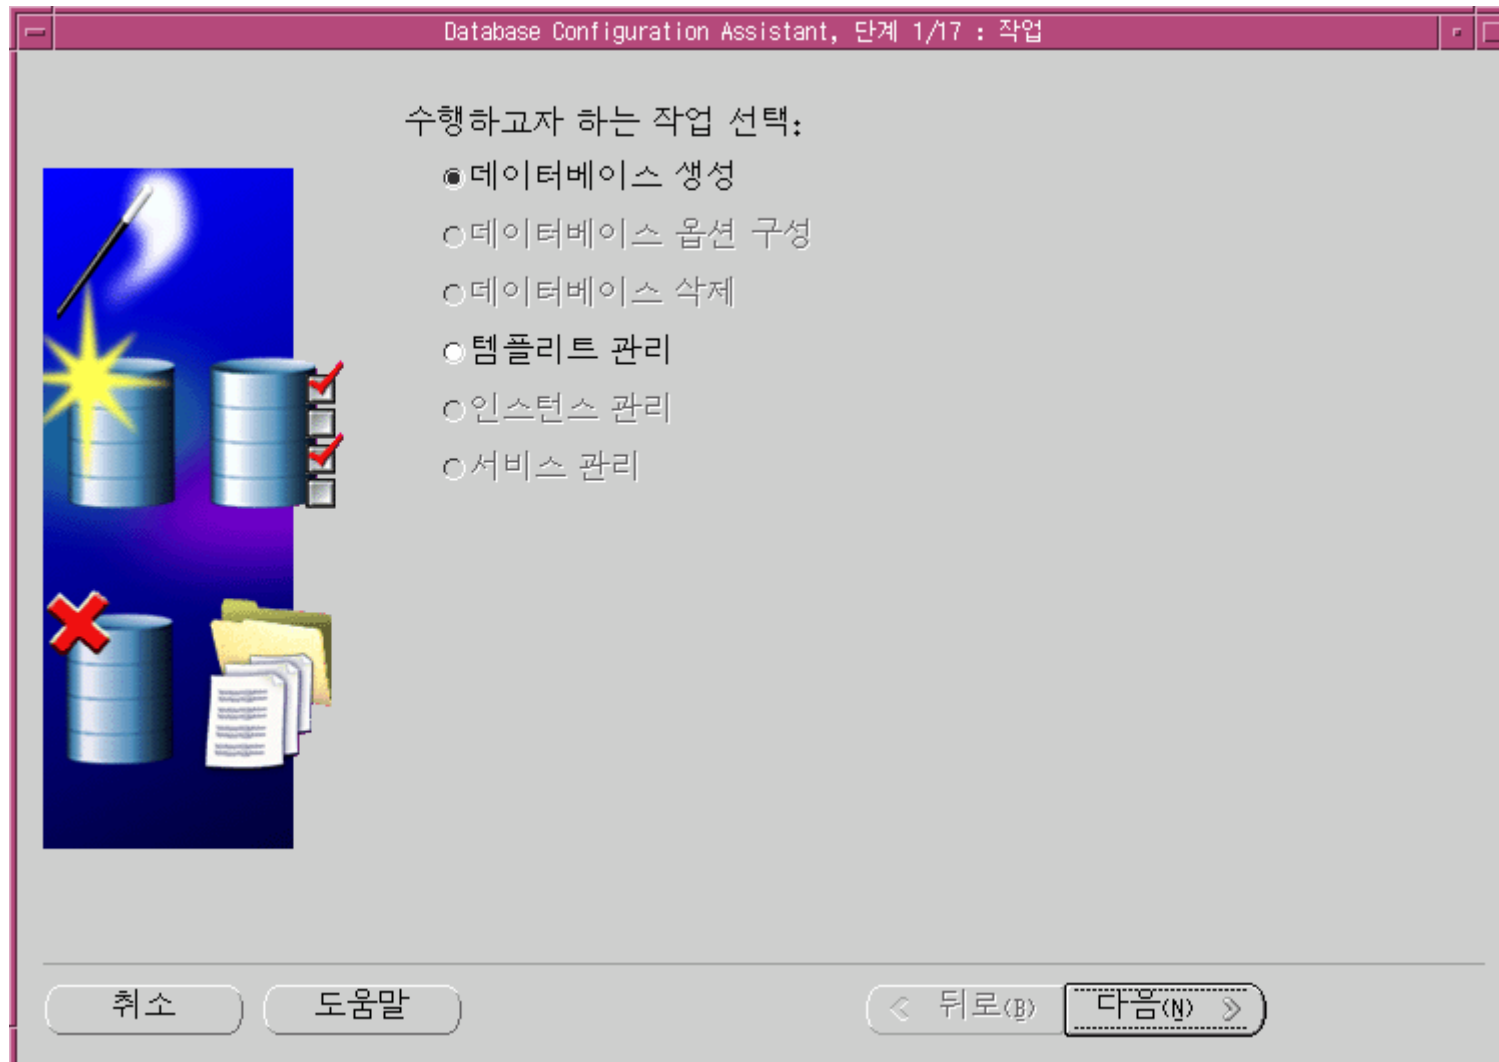 Database Configuration Assistant, 단계 1/17 : 작업
수행하고자 하는 작업 선택:
데이터베이스 생성
데이터베이스 옵션 구성
데이터베이스 삭제
템플리트 관리
인스턴스 관리
서비스 관리
취소 도움말 뒤로(B) 다음(N)